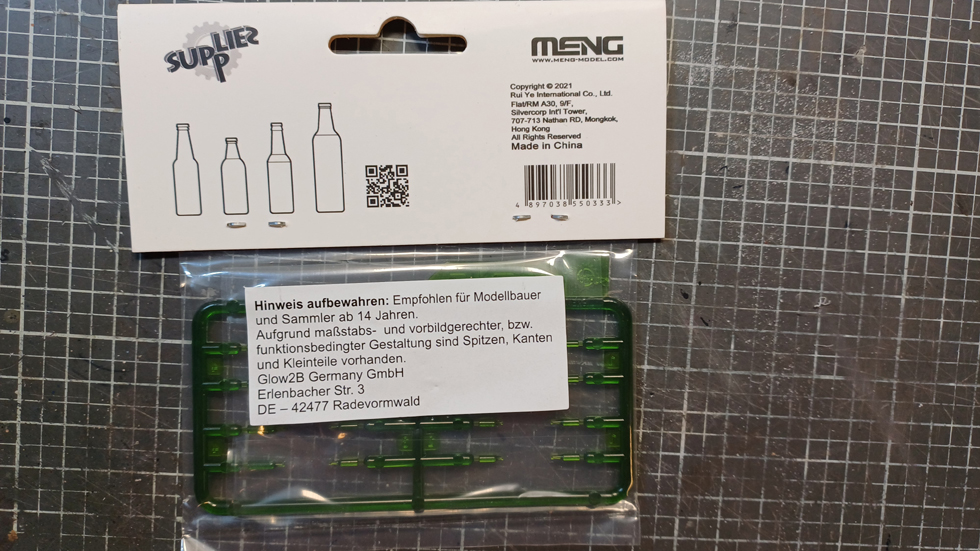 SUPPLIES
MENG
WWW.MENG-MODEL.COM
Copyright © 2021
Rui Ye International Co., Ltd.
Flat/RM A30, 9/F,
Silvercorp Int'l Tower,
707-713 Nathan RD, Mongkok,
Hong Kong
All Rights Reserved
Made in China
4 897038 550333 >
Hinweis aufbewahren: Empfohlen für Modellbauer
und Sammler ab 14 Jahren.
Aufgrund maßstabs- und vorbildgerechter, bzw.
funktionsbedingter Gestaltung sind Spitzen, Kanten
und Kleinteile vorhanden.
Glow2B Germany GmbH
Erlenbacher Str. 3
DE – 42477 Radevormwald